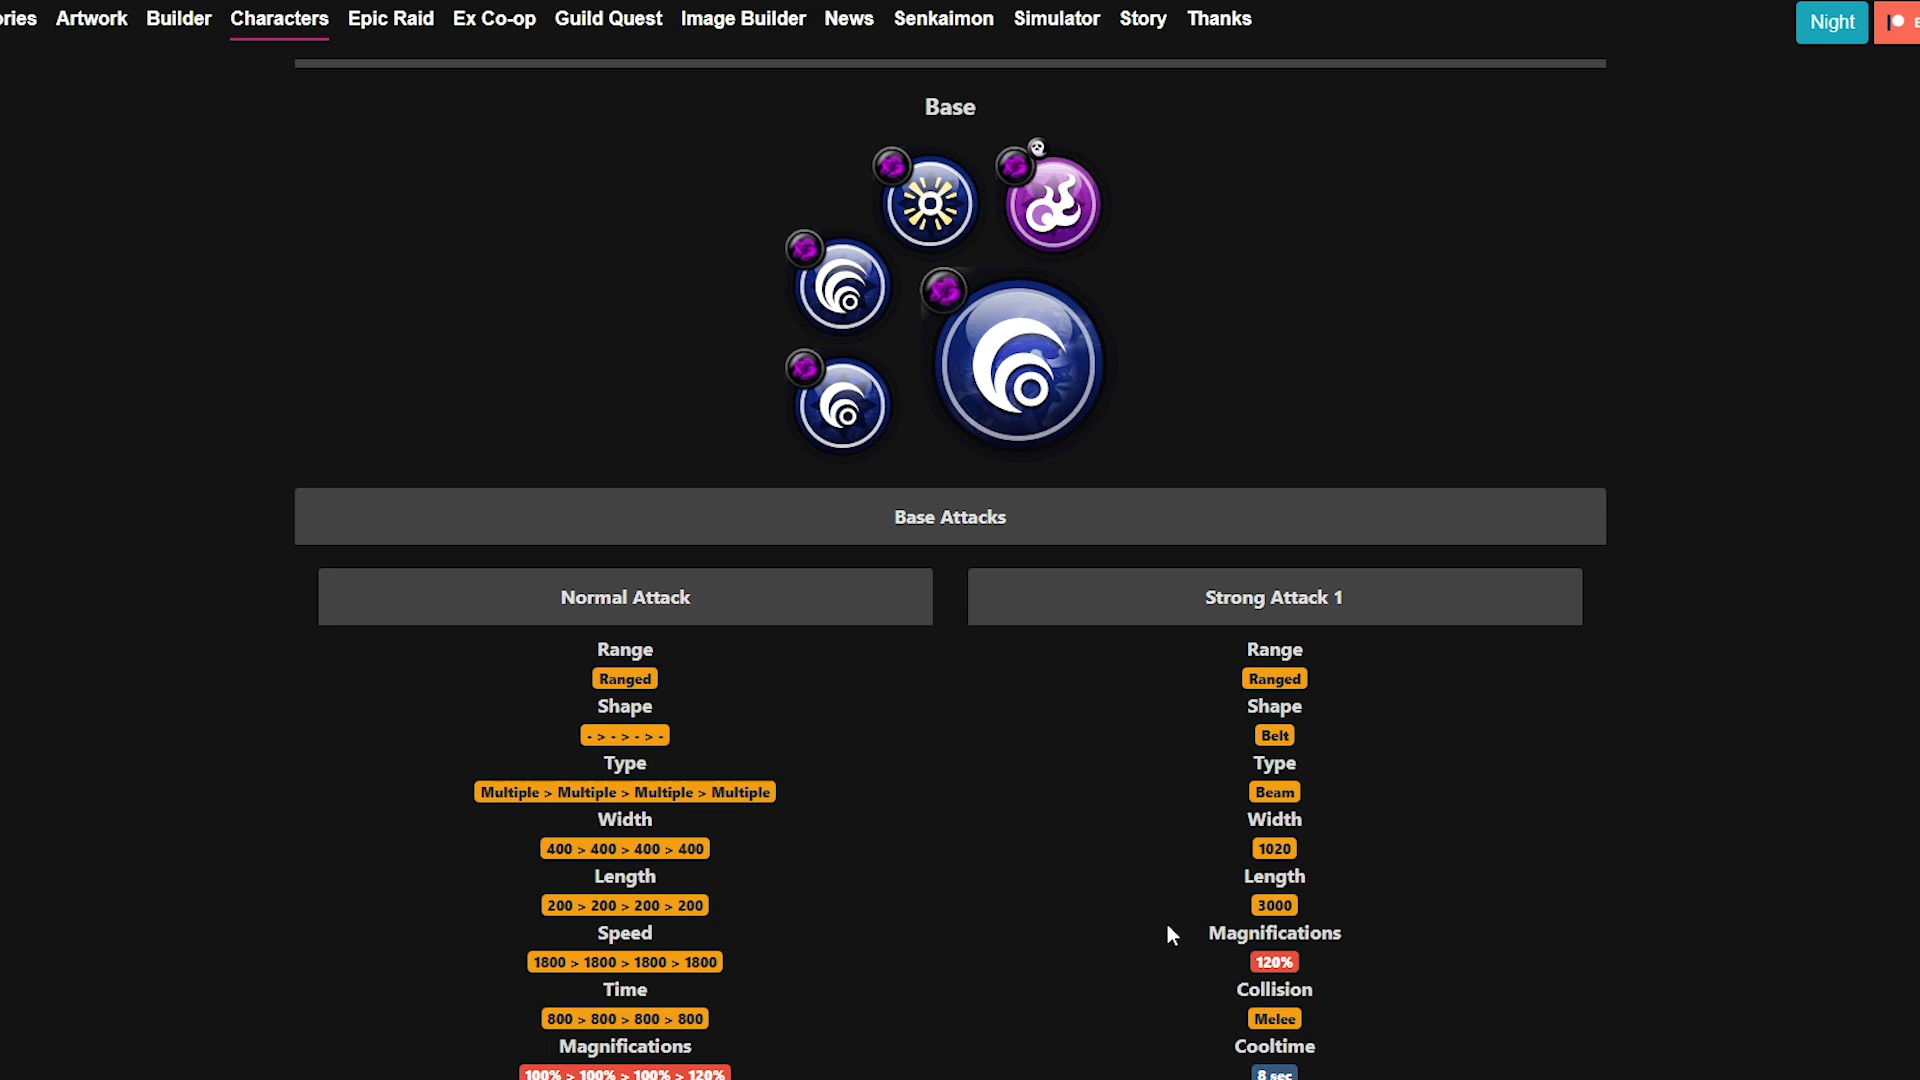 Artwork Builder Characters Epic Raid Ex Co-op Guild Quest Image Builder News Senkaimon Simulator Story Thanks Night
Base
Base Attacks
Normal Attack
Range
Ranged
Shape
- > - > - > -
Type
Multiple > Multiple > Multiple > Multiple
Width
400 > 400 > 400 > 400
Length
200 > 200 > 200 > 200
Speed
1800 > 1800 > 1800 > 1800
Time
800 > 800 > 800 > 800
Magnifications
100% > 100% > 100% > 120%
Strong Attack 1
Range
Ranged
Shape
Belt
Type
Beam
Width
1020
Length
3000
Magnifications
120%
Collision
Melee
Cooltime
8 sec